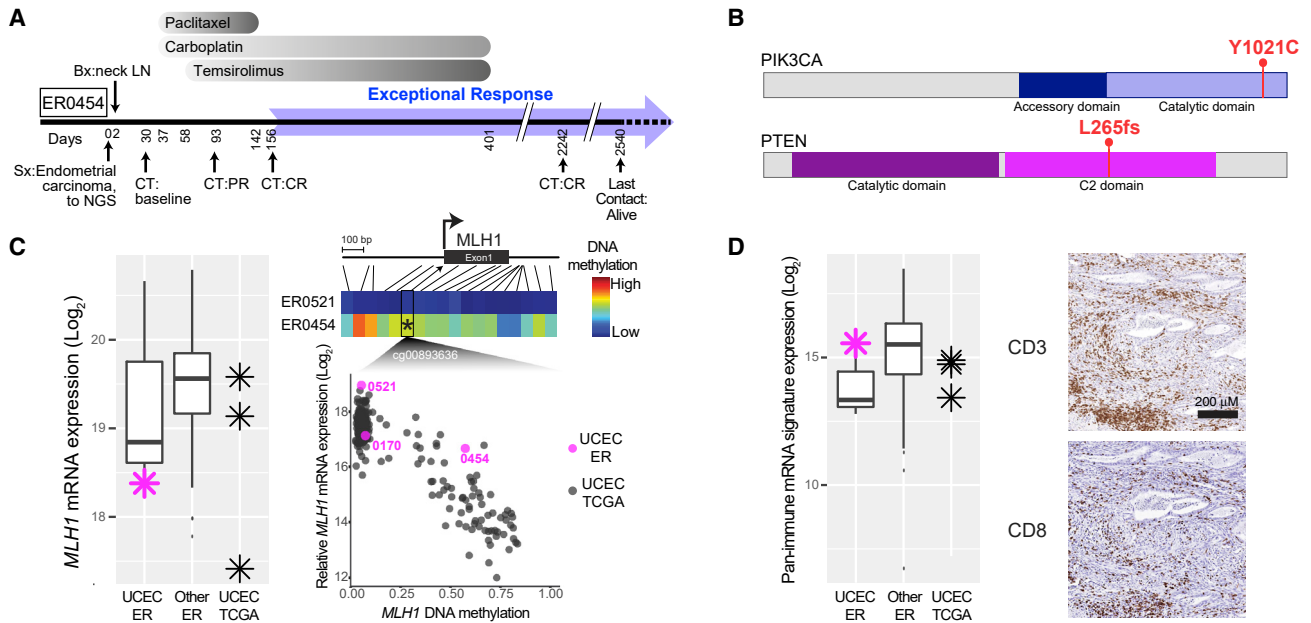 A
Paclitaxel
Carboplatin
Temsirolimus
Bx:neck LN
ER0454
Exceptional Response
Days
0
2
30
37
58
93
142
156
401
2242
2540
Sx:Endometrial
carcinoma,
to NGS
CT:
baseline
CT:PR
CT:CR
CT:CR
Last
Contact:
Alive
B
Y1021C
PIK3CA
Accessory domain
Catalytic domain
L265fs
PTEN
Catalytic domain
C2 domain
C
MLH1 mRNA expression (Log2)
20
19
18
UCEC
ER
Other
ER
UCEC
TCGA
100 bp
MLH1
Exon1
DNA
methylation
High
Low
ER0521
ER0454
*
cg00893636
Relative MLH1 mRNA expression (Log2)
18
16
14
12
0521
0170
0454
UCEC
ER
UCEC
TCGA
0.00
0.25
0.50
0.75
1.00
MLH1 DNA methylation
D
Pan-immune mRNA signature expression (Log2)
15
10
UCEC
ER
Other
ER
UCEC
TCGA
CD3
200 µM
CD8